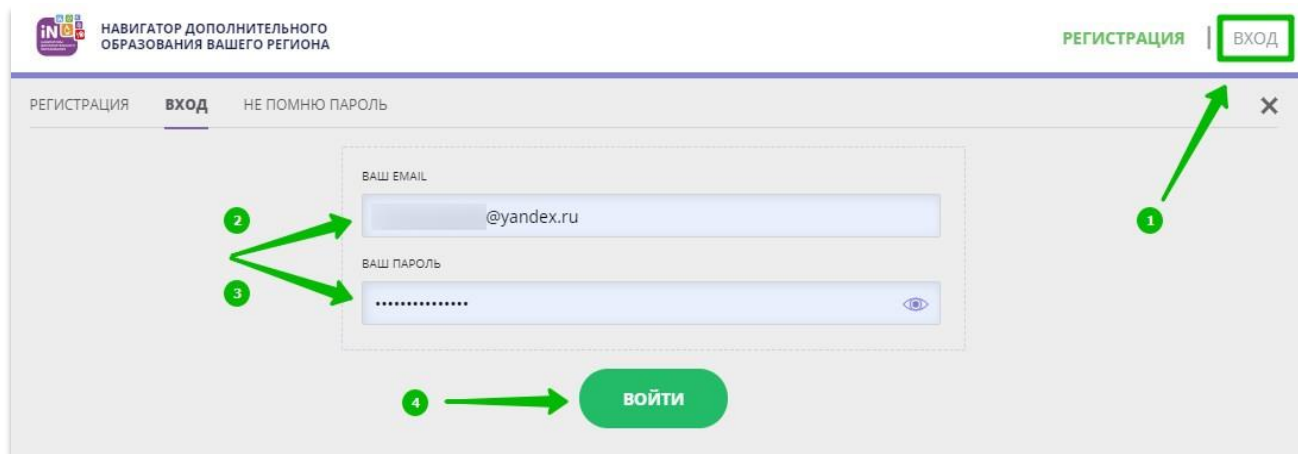 НАВИГАТОР ДОПОЛНИТЕЛЬНОГО
ОБРАЗОВАНИЯ ВАШЕГО РЕГИОНА
РЕГИСТРАЦИЯ | ВХОД
РЕГИСТРАЦИЯ ВХОД НЕ ПОМНЮ ПАРОЛЬ
ВАШ EMAIL
@yandex.ru
2
1
ВАШ ПАРОЛЬ
3
4
ВОЙТИ